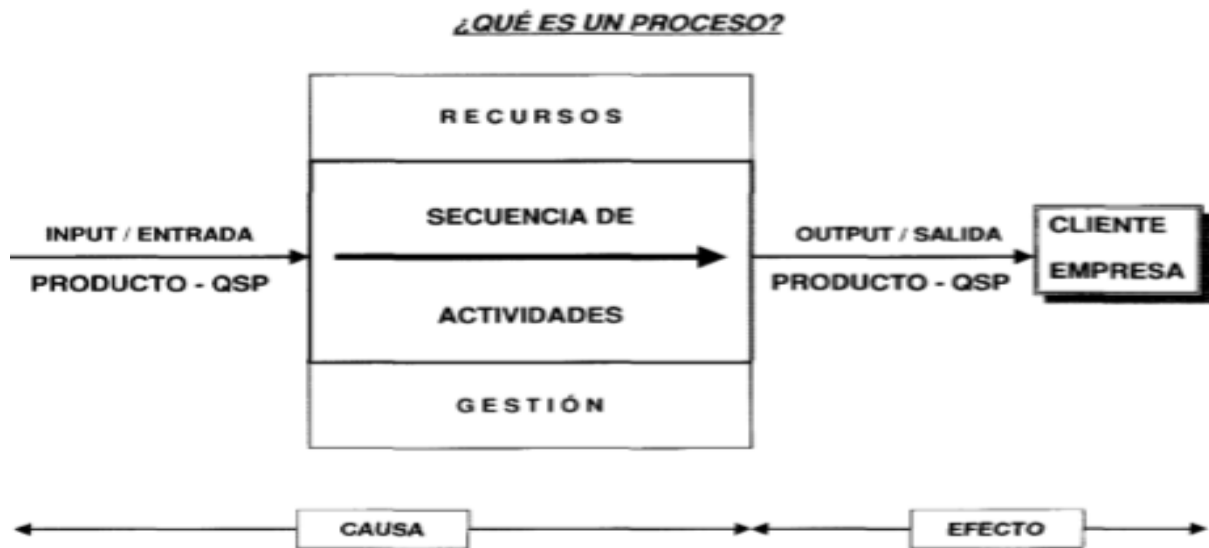 ¿QUÉ ES UN PROCESO?
RECURSOS
INPUT / ENTRADA
PRODUCTO - QSP
SECUENCIA DE
ACTIVIDADES
OUTPUT / SALIDA
PRODUCTO - QSP
CLIENTE
EMPRESA
GESTIÓN
CAUSA
EFECTO